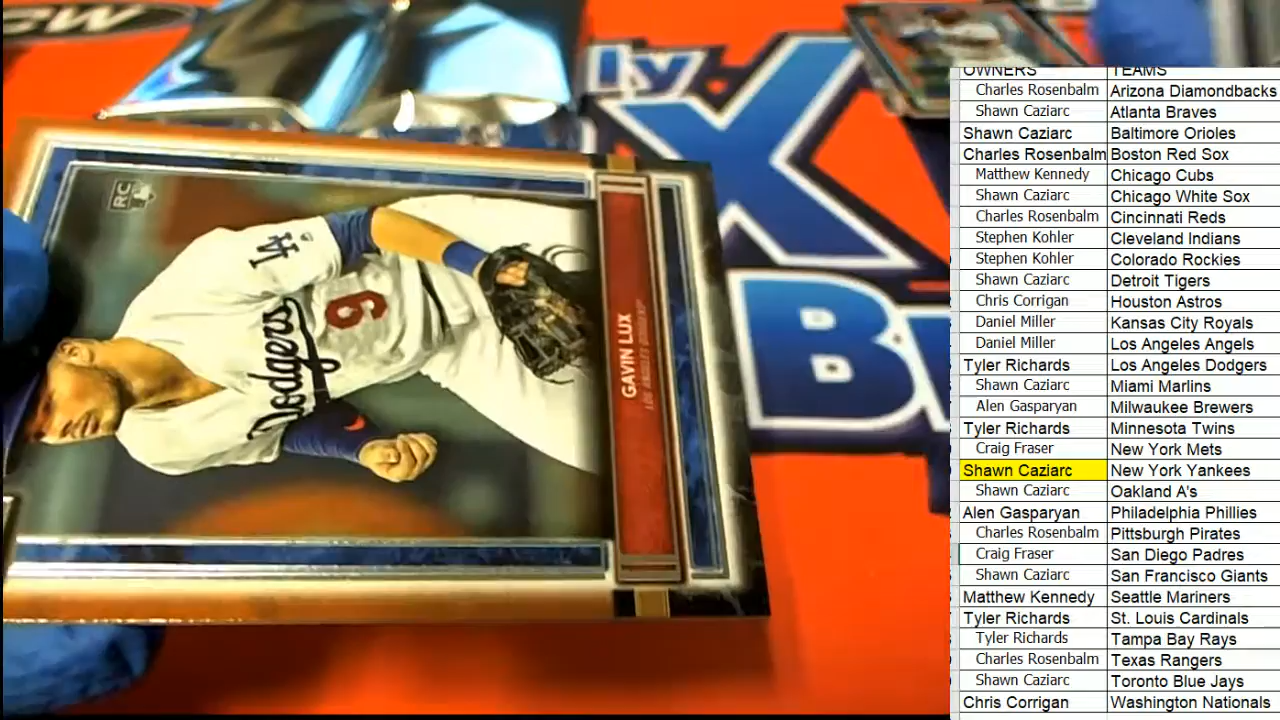 ly
X
RC
LA
Dodgers
9
GAVIN LUX
LOS ANGELES DODGERS
OWNERS TEAMS
Charles Rosenbalm Arizona Diamondbacks
Shawn Caziarc Atlanta Braves
Shawn Caziarc Baltimore Orioles
Charles Rosenbalm Boston Red Sox
Matthew Kennedy Chicago Cubs
Shawn Caziarc Chicago White Sox
Charles Rosenbalm Cincinnati Reds
Stephen Kohler Cleveland Indians
Stephen Kohler Colorado Rockies
Shawn Caziarc Detroit Tigers
Chris Corrigan Houston Astros
Daniel Miller Kansas City Royals
Daniel Miller Los Angeles Angels
Tyler Richards Los Angeles Dodgers
Shawn Caziarc Miami Marlins
Alen Gasparyan Milwaukee Brewers
Tyler Richards Minnesota Twins
Craig Fraser New York Mets
Shawn Caziarc New York Yankees
Shawn Caziarc Oakland A's
Alen Gasparyan Philadelphia Phillies
Charles Rosenbalm Pittsburgh Pirates
Craig Fraser San Diego Padres
Shawn Caziarc San Francisco Giants
Matthew Kennedy Seattle Mariners
Tyler Richards St. Louis Cardinals
Tyler Richards Tampa Bay Rays
Charles Rosenbalm Texas Rangers
Shawn Caziarc Toronto Blue Jays
Chris Corrigan Washington Nationals